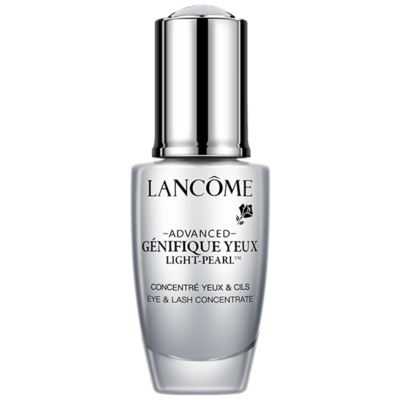 LANCÔME
–ADVANCED–
GÉNIFIQUE YEUX
LIGHT-PEARL™
CONCENTRÉ YEUX & CILS
EYE & LASH CONCENTRATE